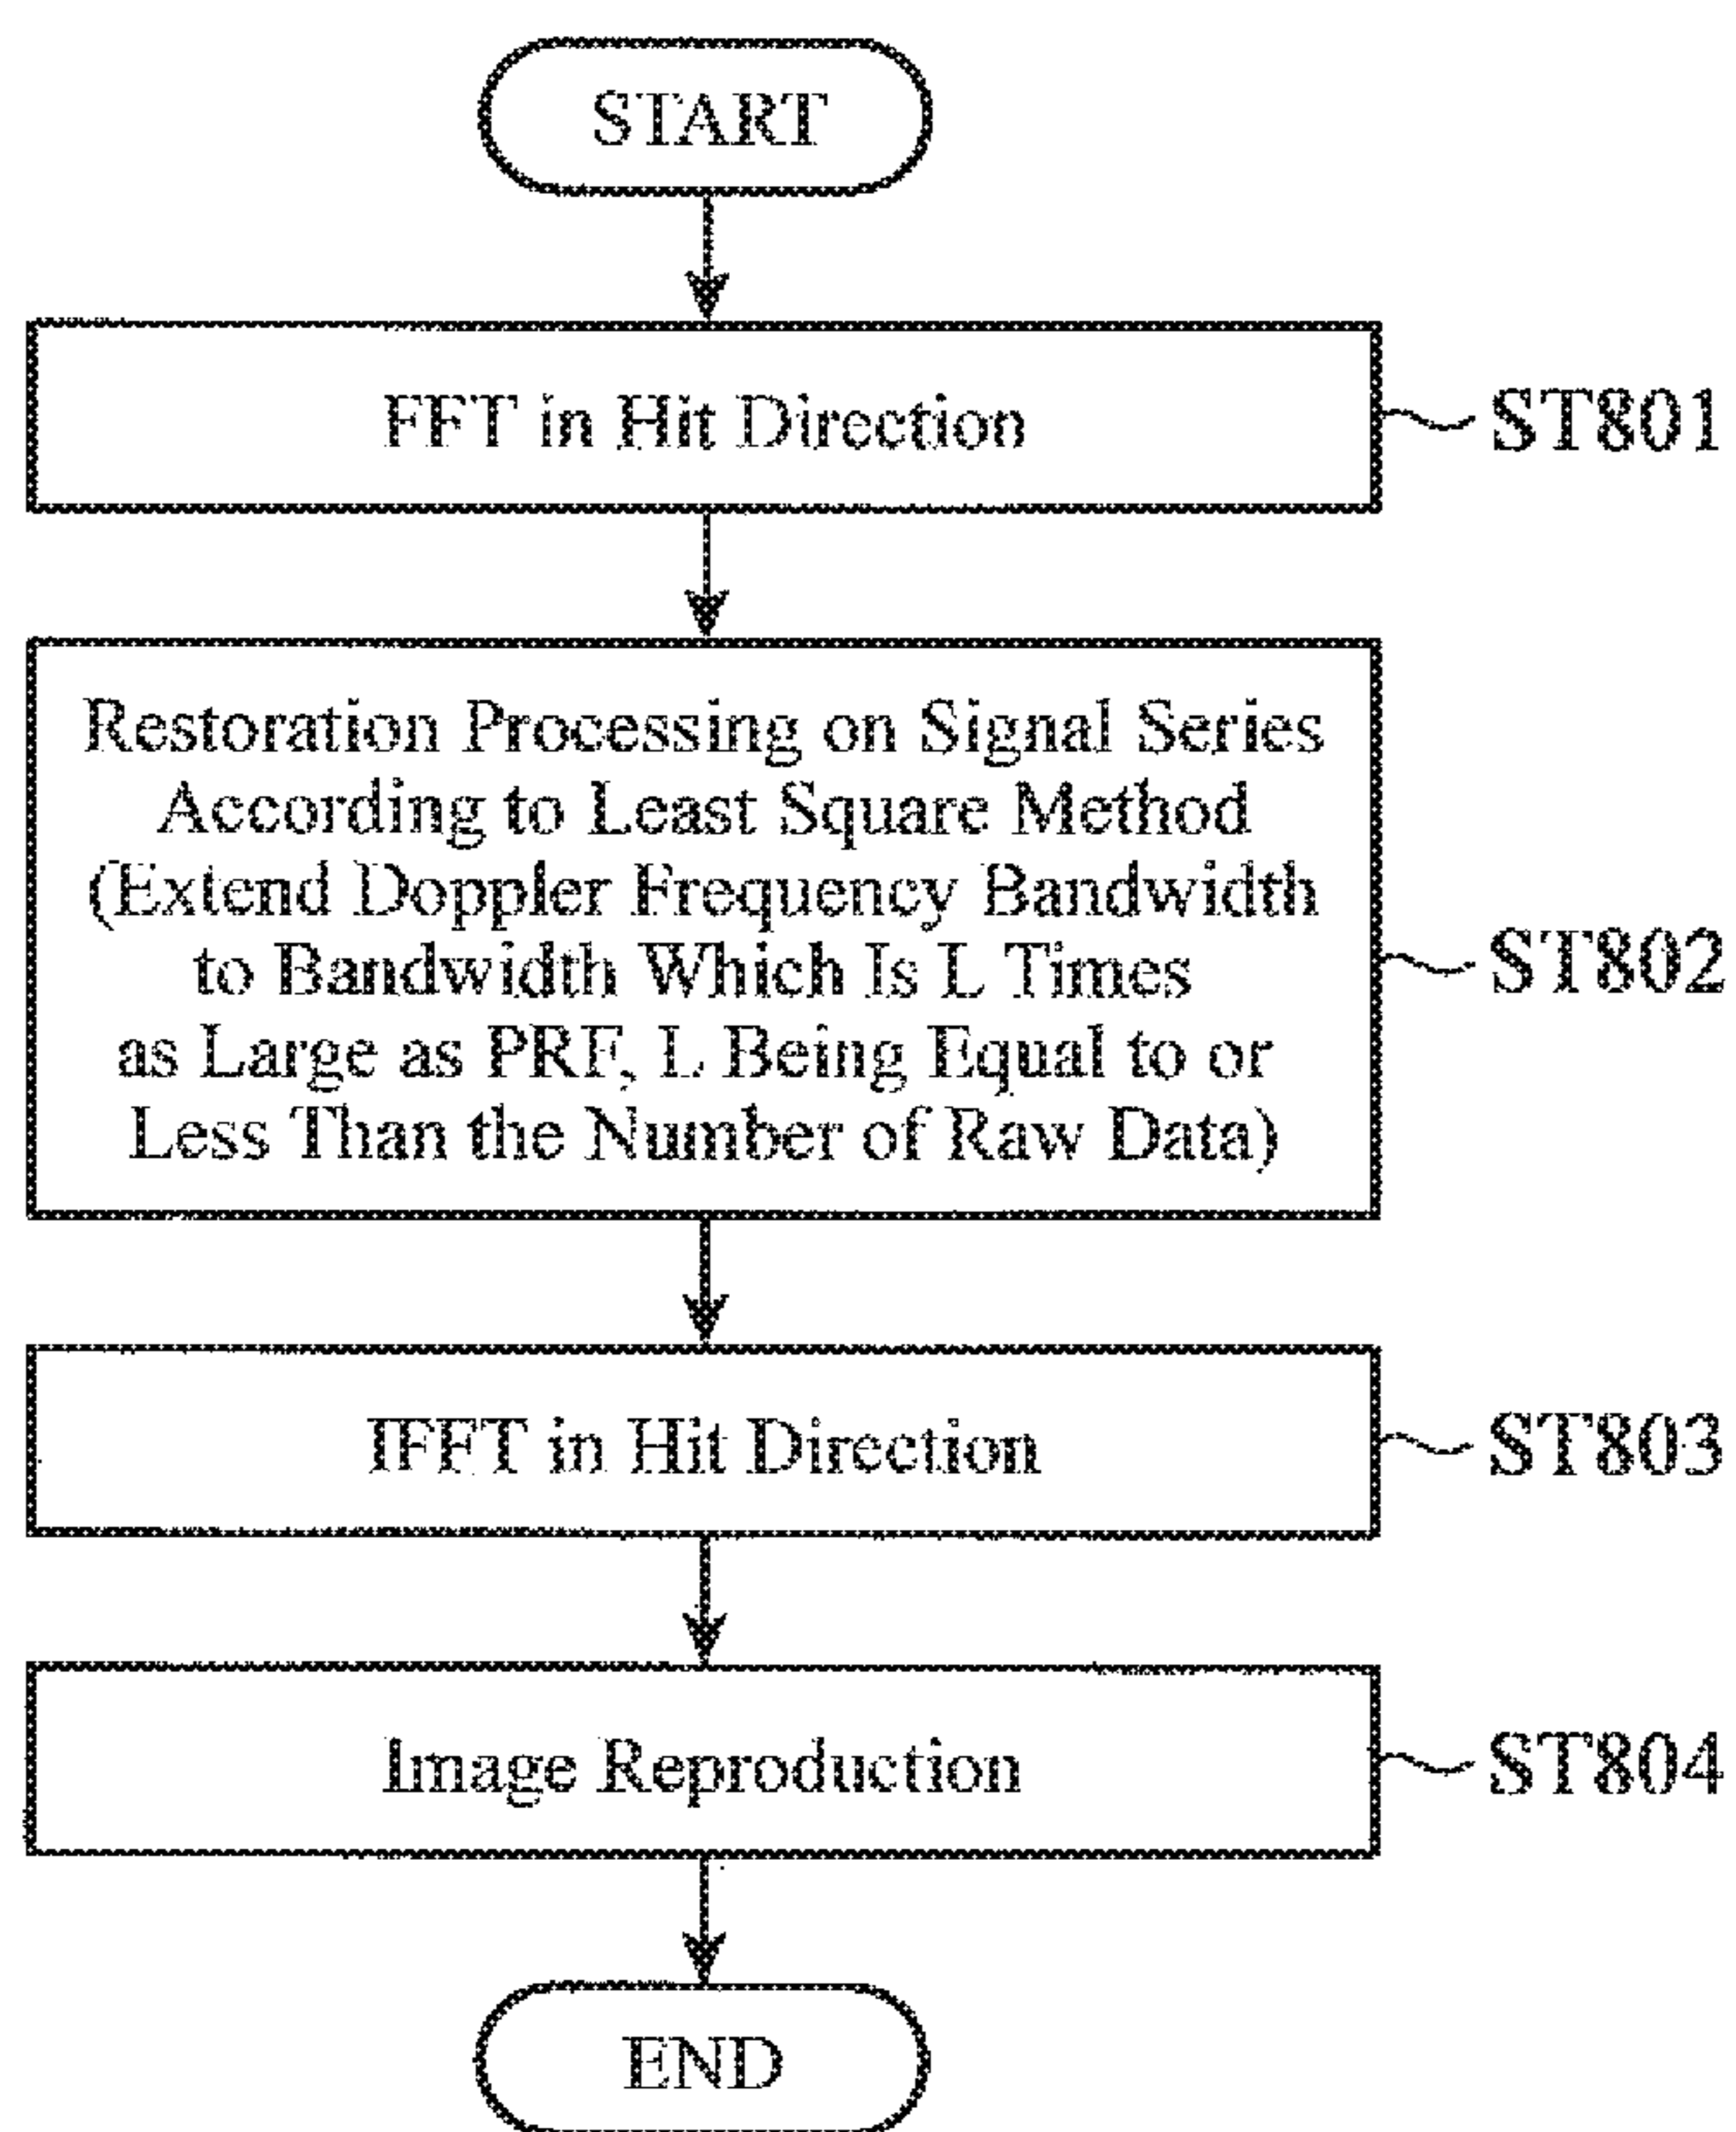 START
FFT in Hit Direction
ST801
Restoration Processing on Signal Series
According to Least Square Method
(Extend Doppler Frequency Bandwidth
to Bandwidth Which Is L Times
as Large as PRF, L Being Equal to or
Less Than the Number of Raw Data)
ST802
IFFT in Hit Direction
ST803
Image Reproduction
ST804
END